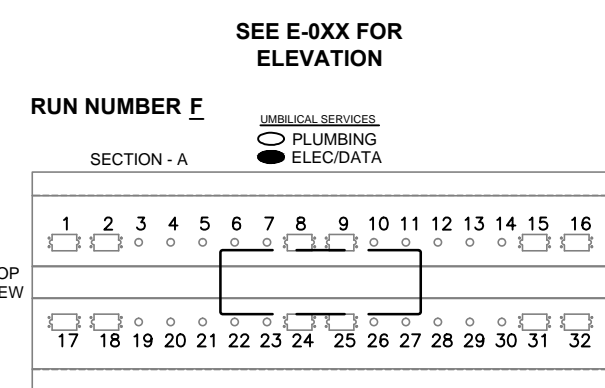 SEE E-0XX FOR
ELEVATION
RUN NUMBER F
UMBILICAL SERVICES
PLUMBING
ELEC/DATA
SECTION - A
1 2 3 4 5 6 7 8 9 10 11 12 13 14 15 16
OP
EW
17 18 19 20 21 22 23 24 25 26 27 28 29 30 31 32